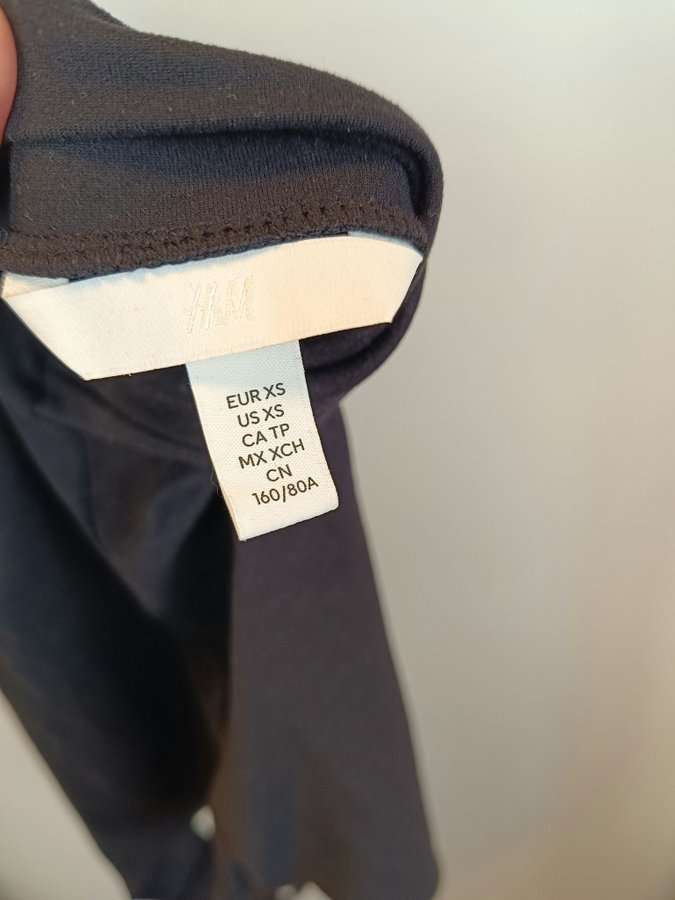 H&M
EUR XS
US XS
CA TP
MX XCH
CN
160/80A